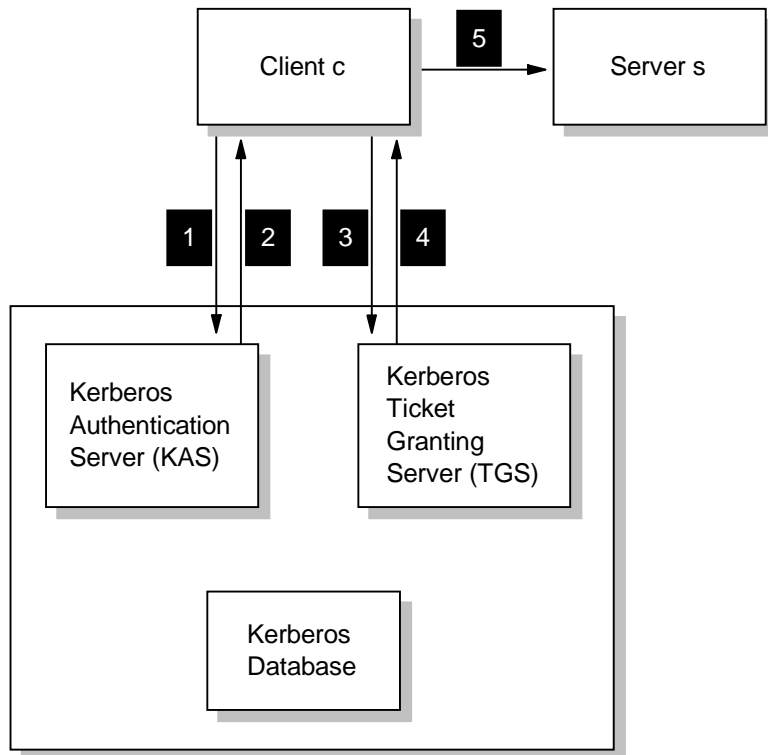 Client c
5
Server s
1
2
3
4
Kerberos
Authentication
Server (KAS)
Kerberos
Ticket
Granting
Server (TGS)
Kerberos
Database